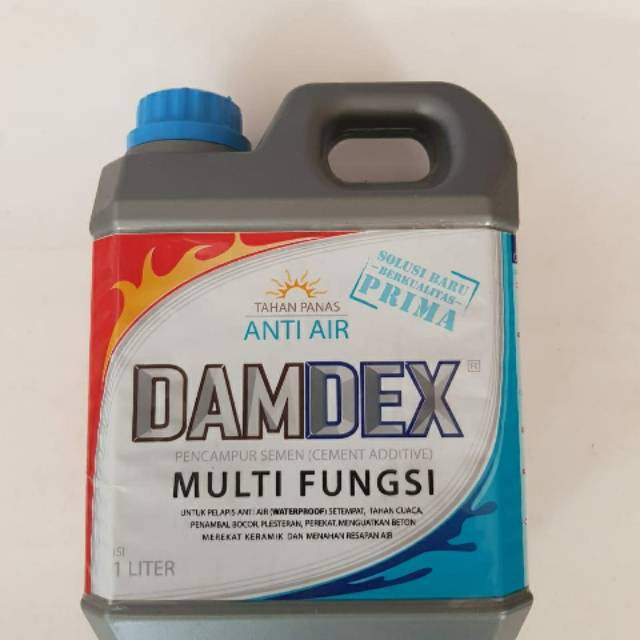 SOLUSI BARU
BERKUALITAS
PRIMA
TAHAN PANAS
ANTI AIR
DAMDEX ®
PENCAMPUR SEMEN (CEMENT ADDITIVE)
MULTI FUNGSI
UNTUK PELAPIS ANTI AIR (WATERPROOF) SETEMPAT, TAHAN CUACA,
PENAMBAL BOCOR, PLESTERAN, PEREKAT, MENGUATKAN BETON
MEREKAT KERAMIK DAN MENAHAN RESAPAN AIR
ISI
1 LITER